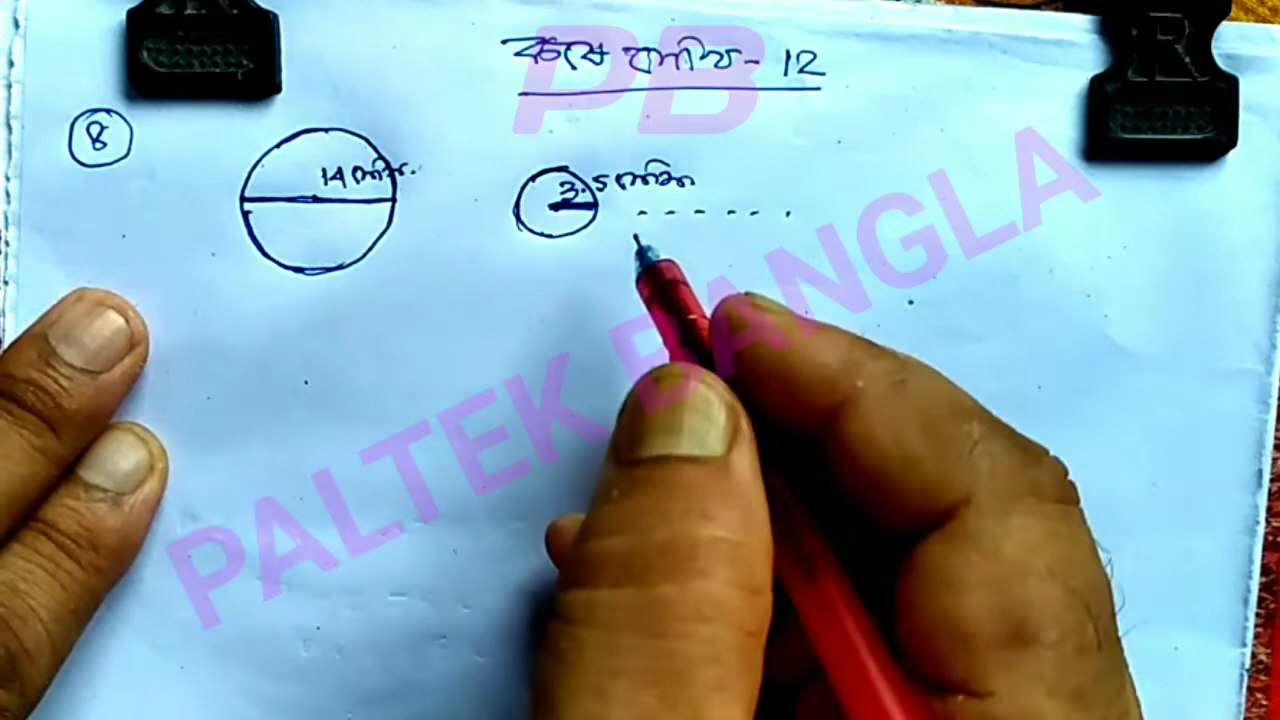 কষে দেখি - 12
PB
8
14 সেমি.
3.5 সেমি
. . . . . .
PALTEK BANGLA